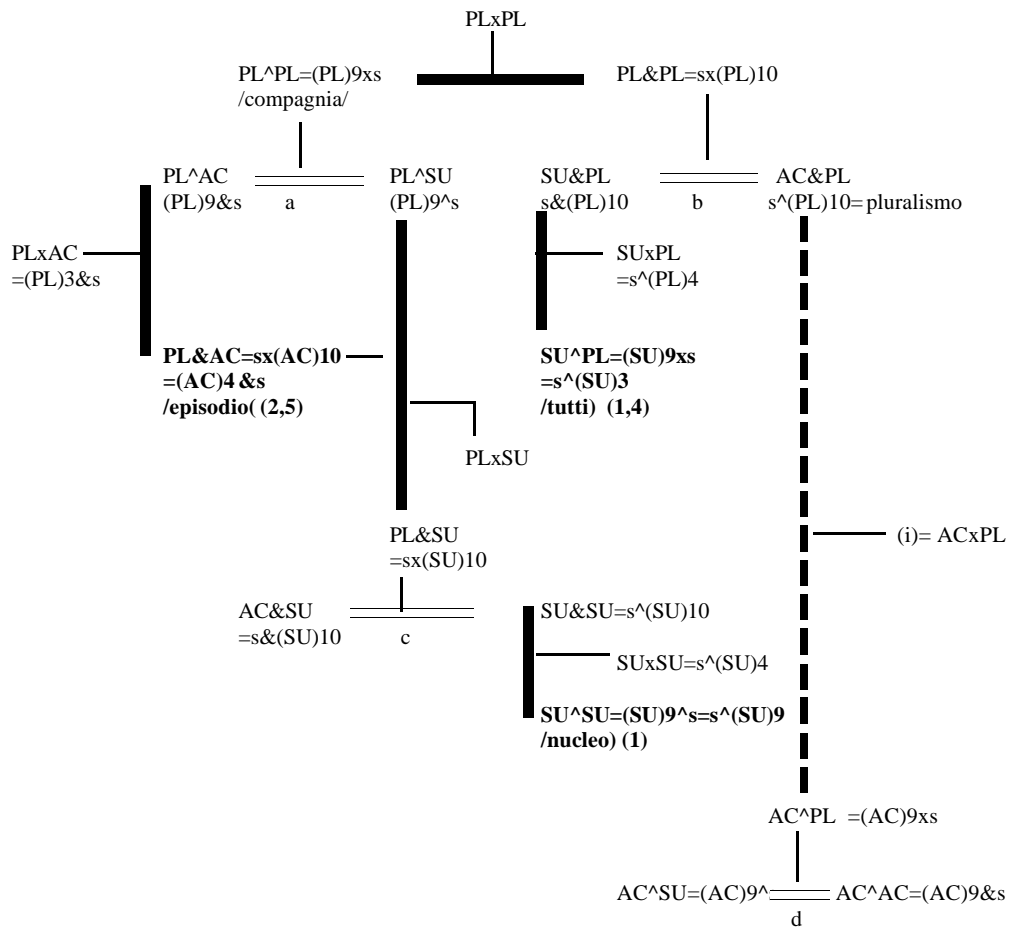 PLxPL
PL^PL=(PL)9xs
/compagnia/
PL&PL=sx(PL)10
PL^AC
(PL)9&s
a
PL^SU
(PL)9^s
SU&PL
s&(PL)10
b
AC&PL
s^(PL)10=pluralismo
PLxAC
=(PL)3&s
SUxPL
=s^(PL)4
PL&AC=sx(AC)10
=(AC)4 &s
/episodio( (2,5)
SU^PL=(SU)9xs
=s^(SU)3
/tutti) (1,4)
PLxSU
PL&SU
=sx(SU)10
(i)= ACxPL
AC&SU
=s&(SU)10
c
SU&SU=s^(SU)10
SUxSU=s^(SU)4
SU^SU=(SU)9^s=s^(SU)9
/nucleo) (1)
AC^PL =(AC)9xs
AC^SU=(AC)9^
AC^AC=(AC)9&s
d